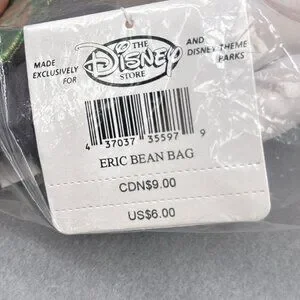 MADE
EXCLUSIVELY
FOR
THE
DISNEY
STORE
AND
DISNEY THEME
PARKS
4 37037 35597 9
ERIC BEAN BAG
CDN$9.00
US$6.00